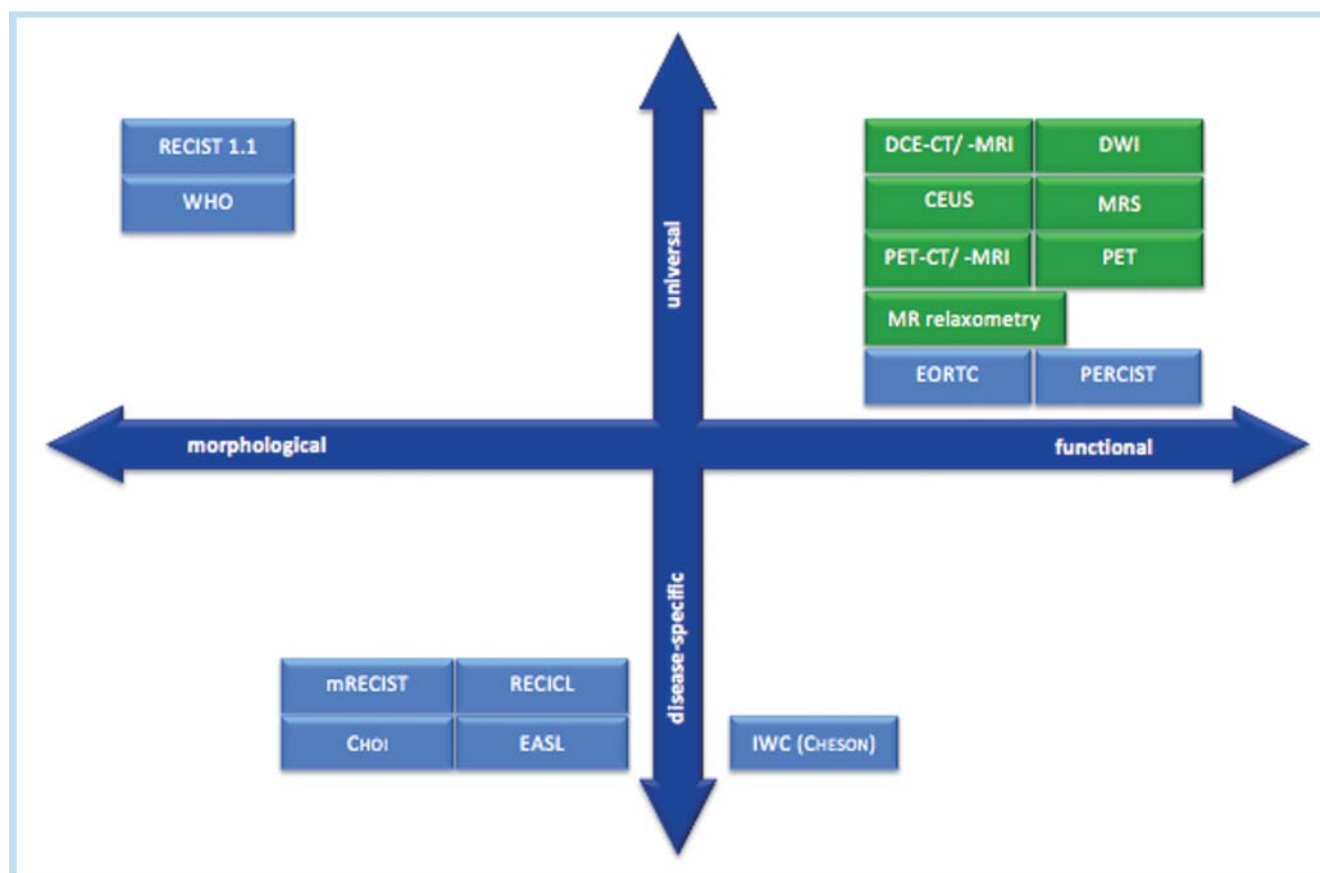 RECIST 1.1
WHO
DCE-CT/ -MRI
DWI
CEUS
MRS
PET-CT/ -MRI
PET
MR relaxometry
EORTC
PERCIST
universal
morphological
functional
disease-specific
mRECIST
RECICL
CHOI
EASL
IWC (CHESON)